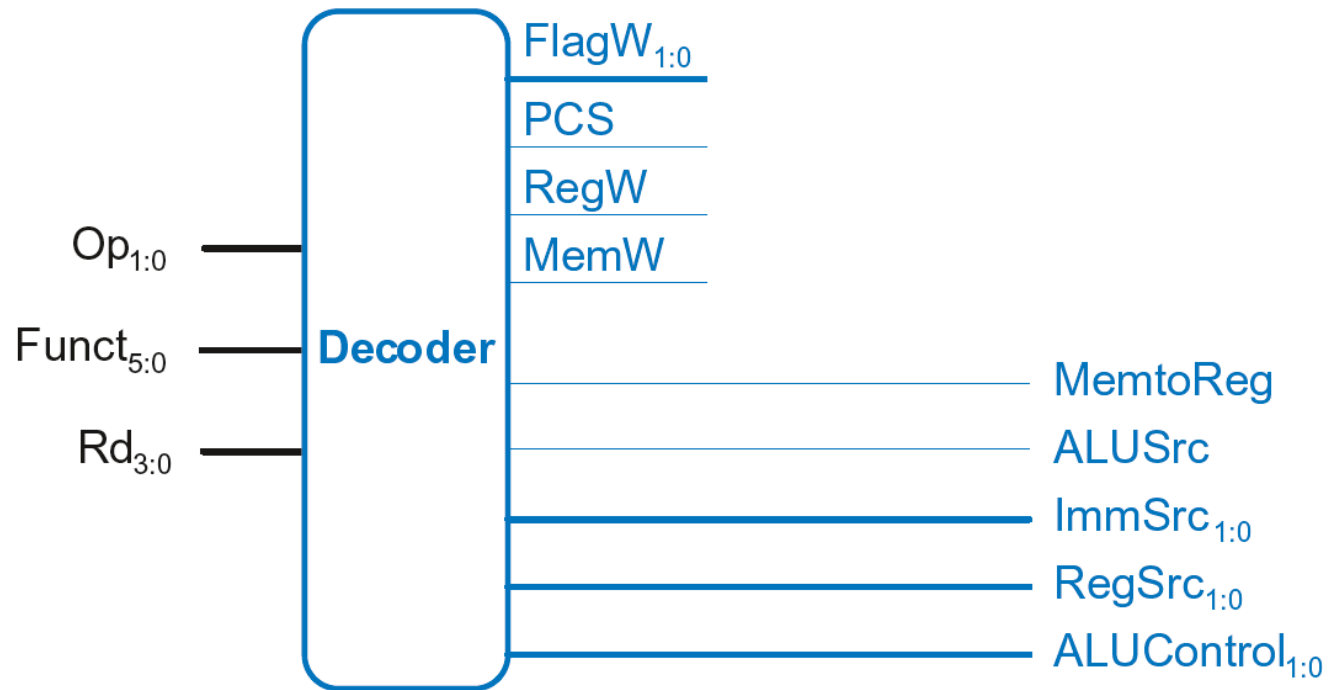 FlagW1:0
PCS
RegW
MemW
Op1:0
Funct5:0
Rd3:0
Decoder
MemtoReg
ALUSrc
ImmSrc1:0
RegSrc1:0
ALUControl1:0